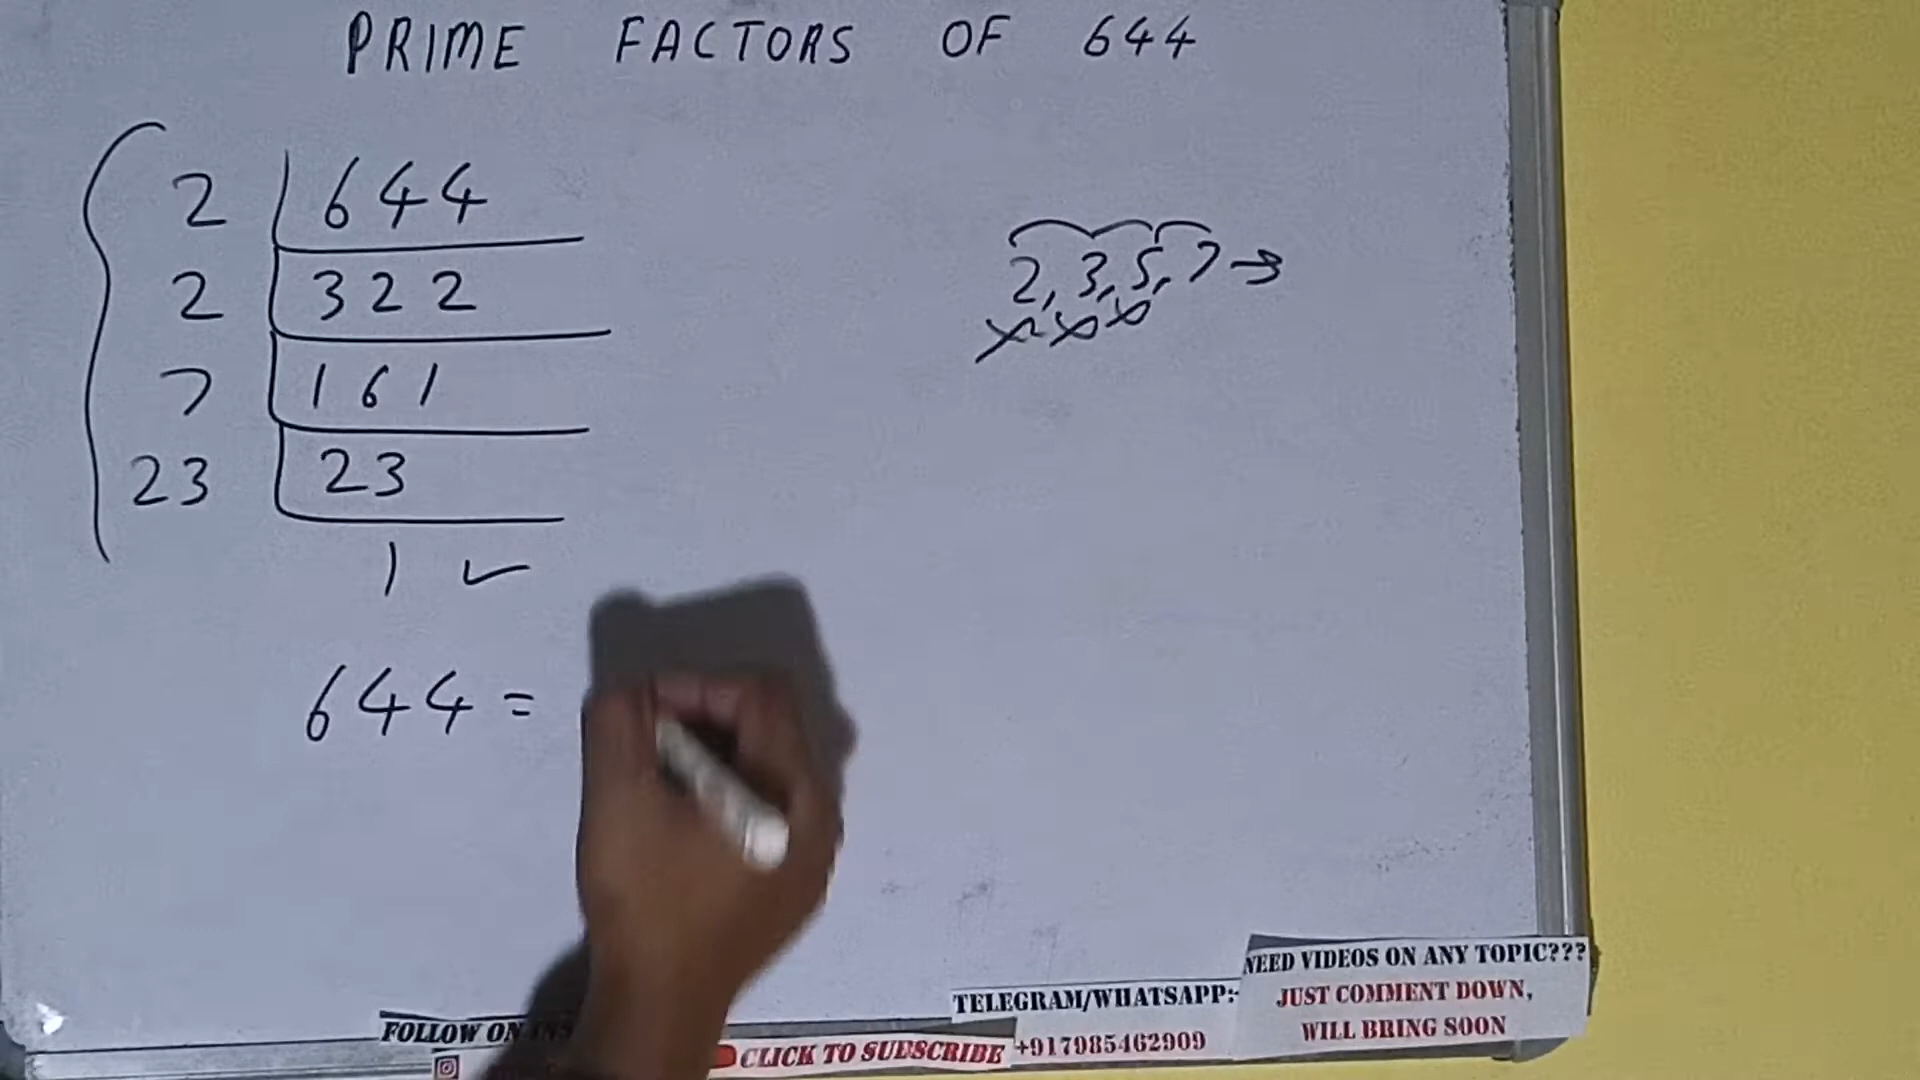 PRIME FACTORS OF 644
2 644
2 322
7 161
23 23
1 ✓
2, 3, 5, 7 →
644 =
FOLLOW ON
CLICK TO SUBSCRIBE
TELEGRAM/WHATSAPP:-
+917985462909
NEED VIDEOS ON ANY TOPIC???
JUST COMMENT DOWN,
WILL BRING SOON